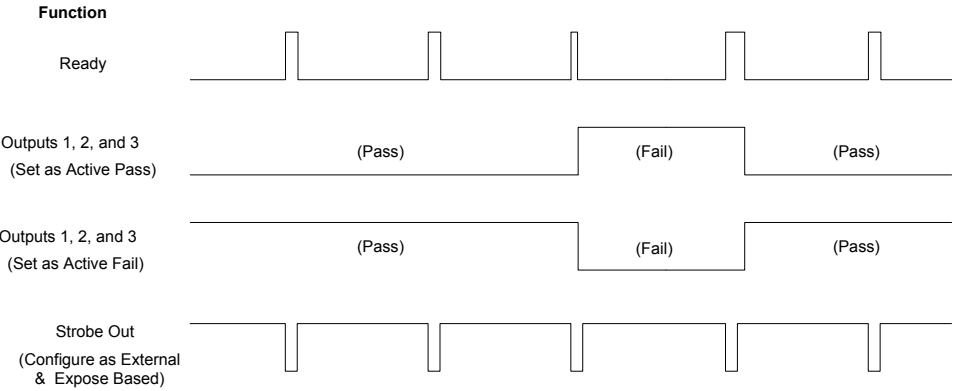 Function
Ready
Outputs 1, 2, and 3
(Set as Active Pass)
(Pass)
(Fail)
(Pass)
Outputs 1, 2, and 3
(Set as Active Fail)
(Pass)
(Fail)
(Pass)
Strobe Out
(Configure as External
& Expose Based)